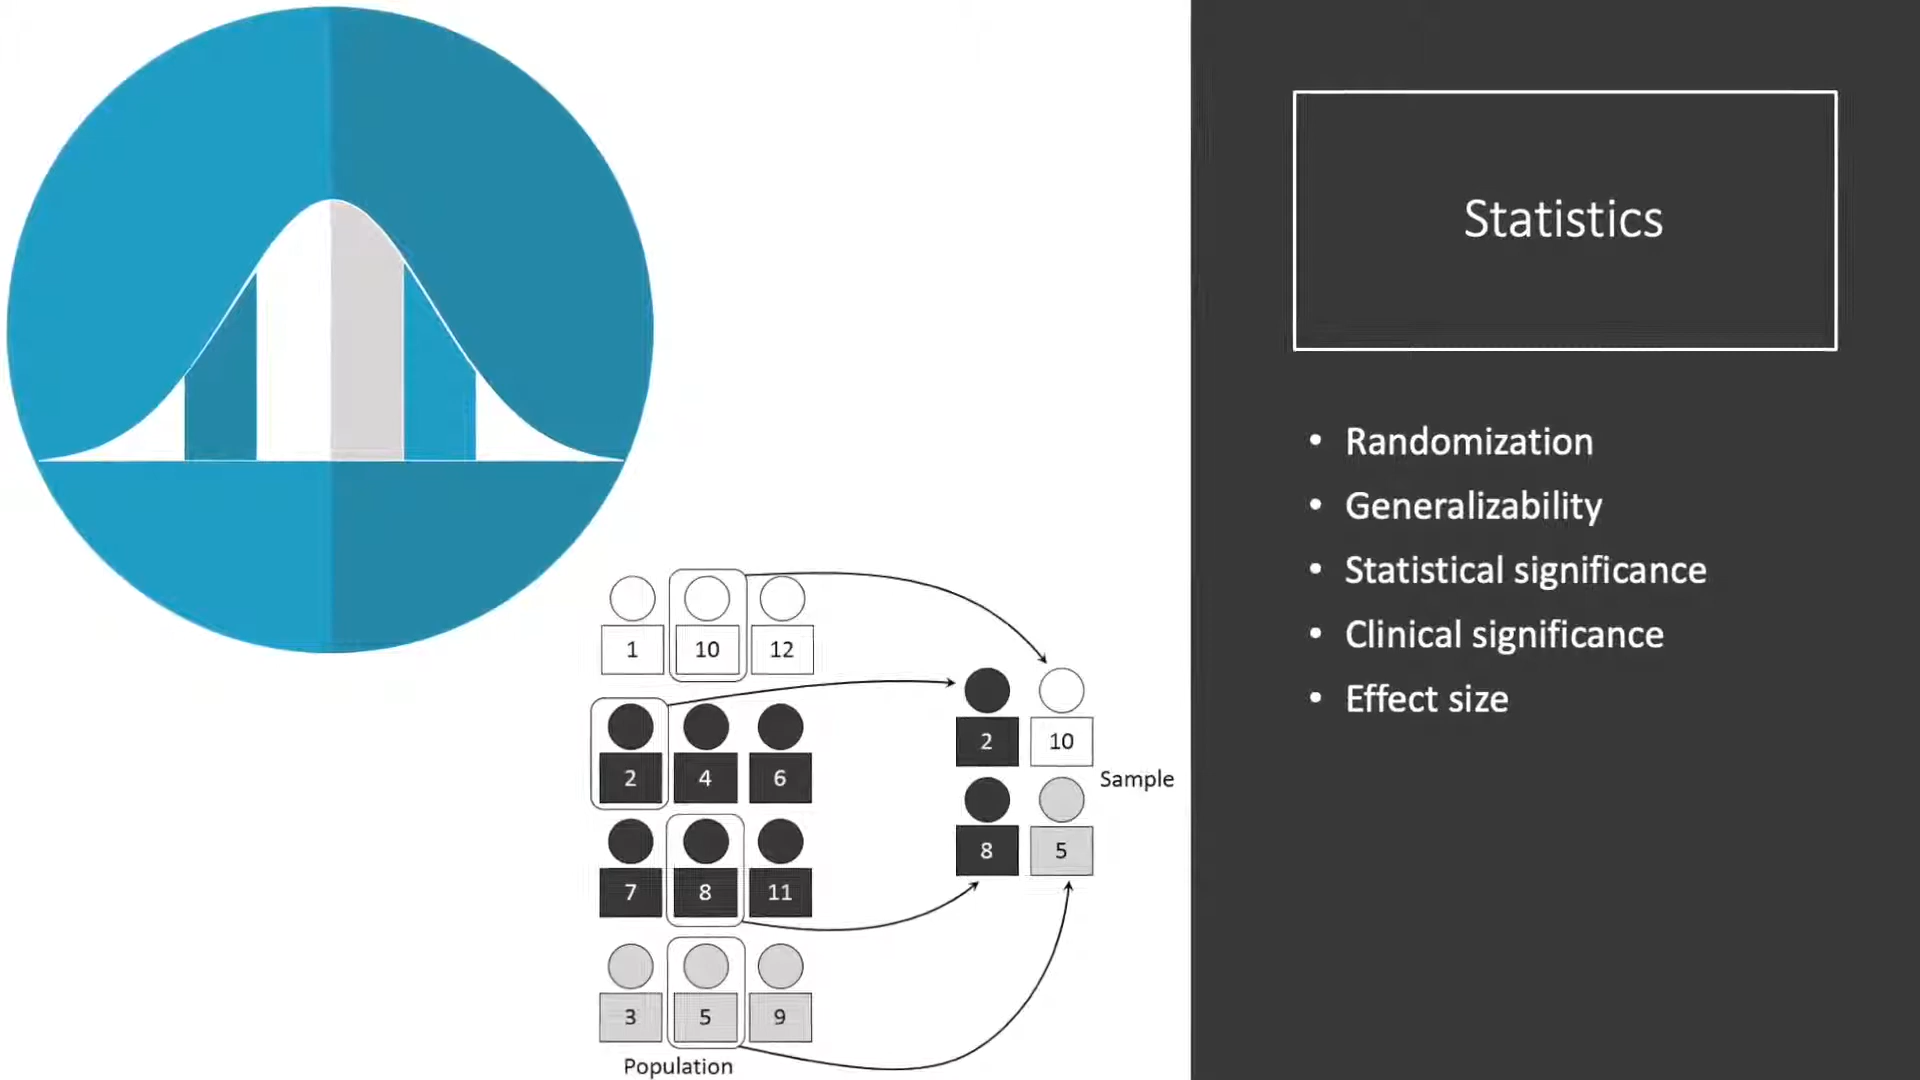 Statistics
• Randomization
• Generalizability
• Statistical significance
• Clinical significance
• Effect size
1 10 12
2 4 6
7 8 11
3 5 9
Population
2 10
Sample
8 5